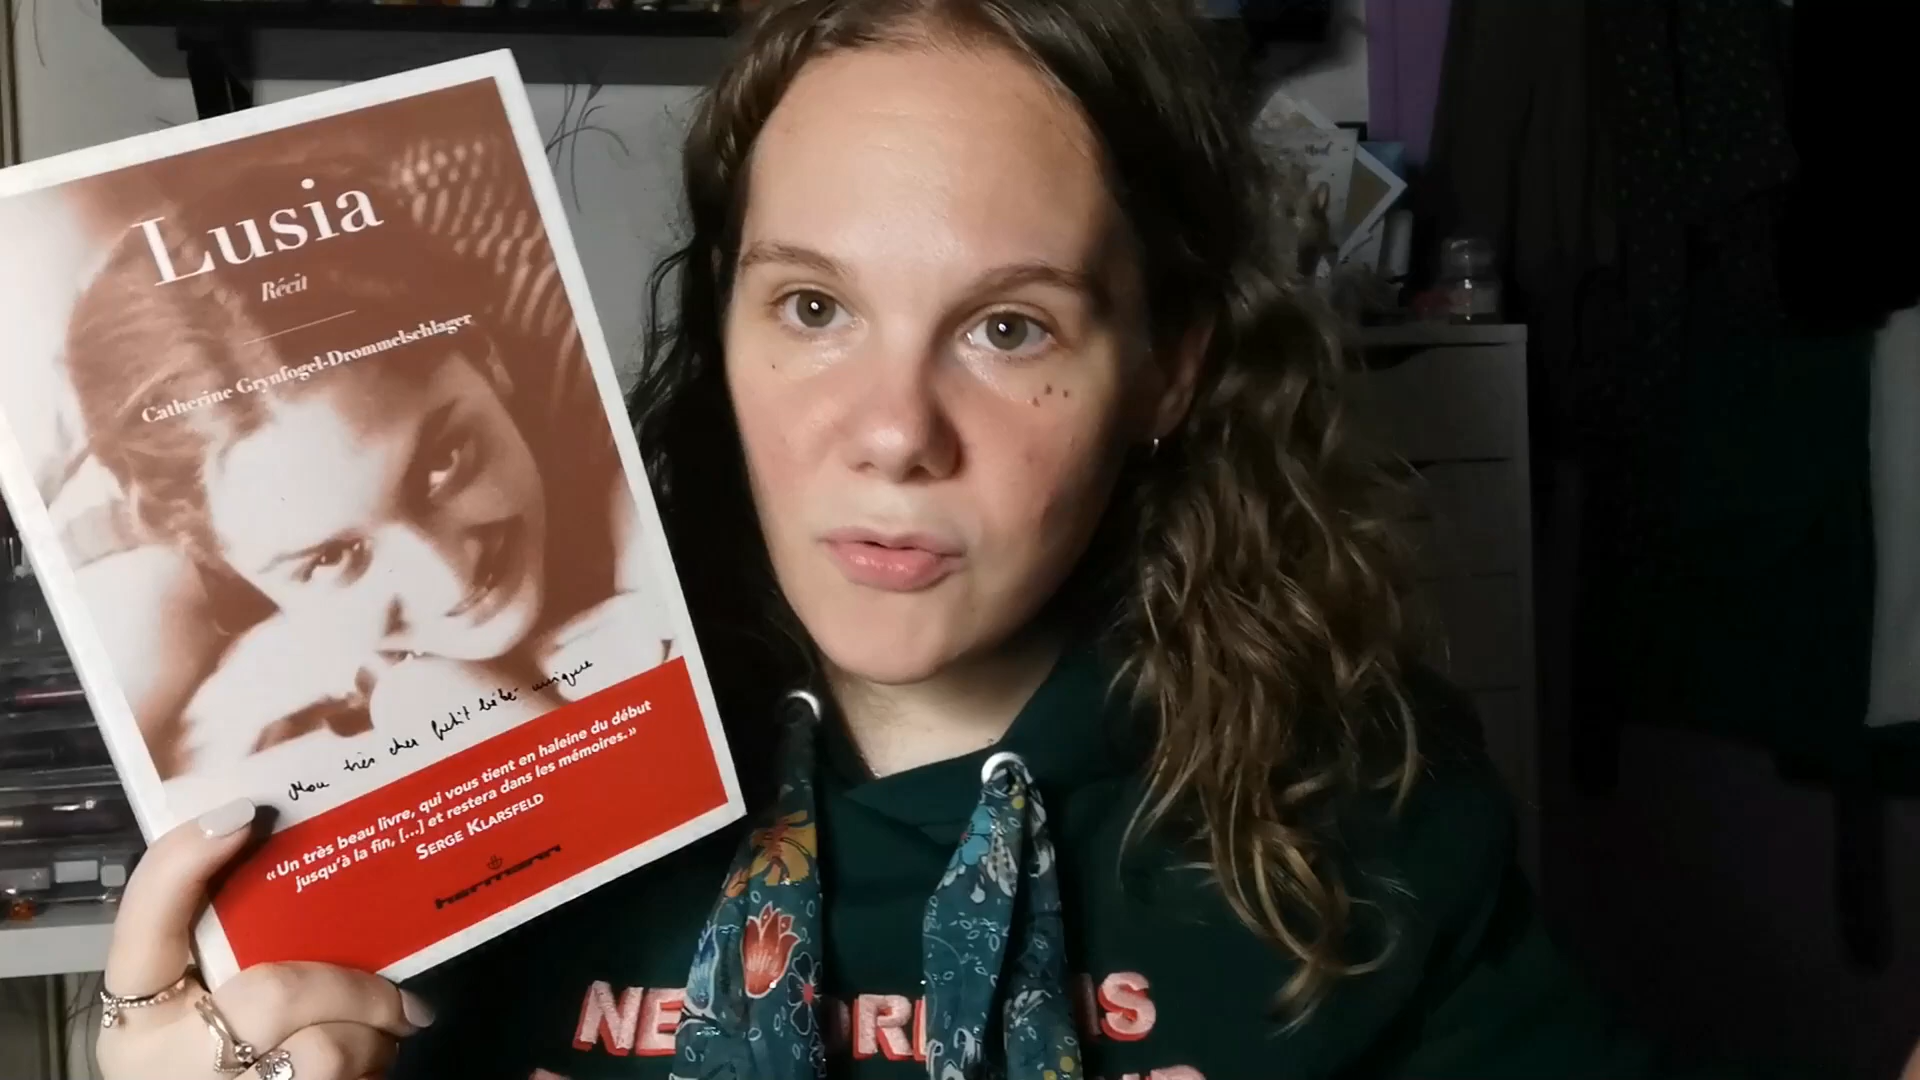 Lusia
Récit
Catherine Grynfogel-Drommelschlager
Mon très cher petit bébé unique
«Un très beau livre, qui vous tient en haleine du début
jusqu'à la fin, [...] et restera dans les mémoires.»
SERGE KLARSFELD
hermann
NE